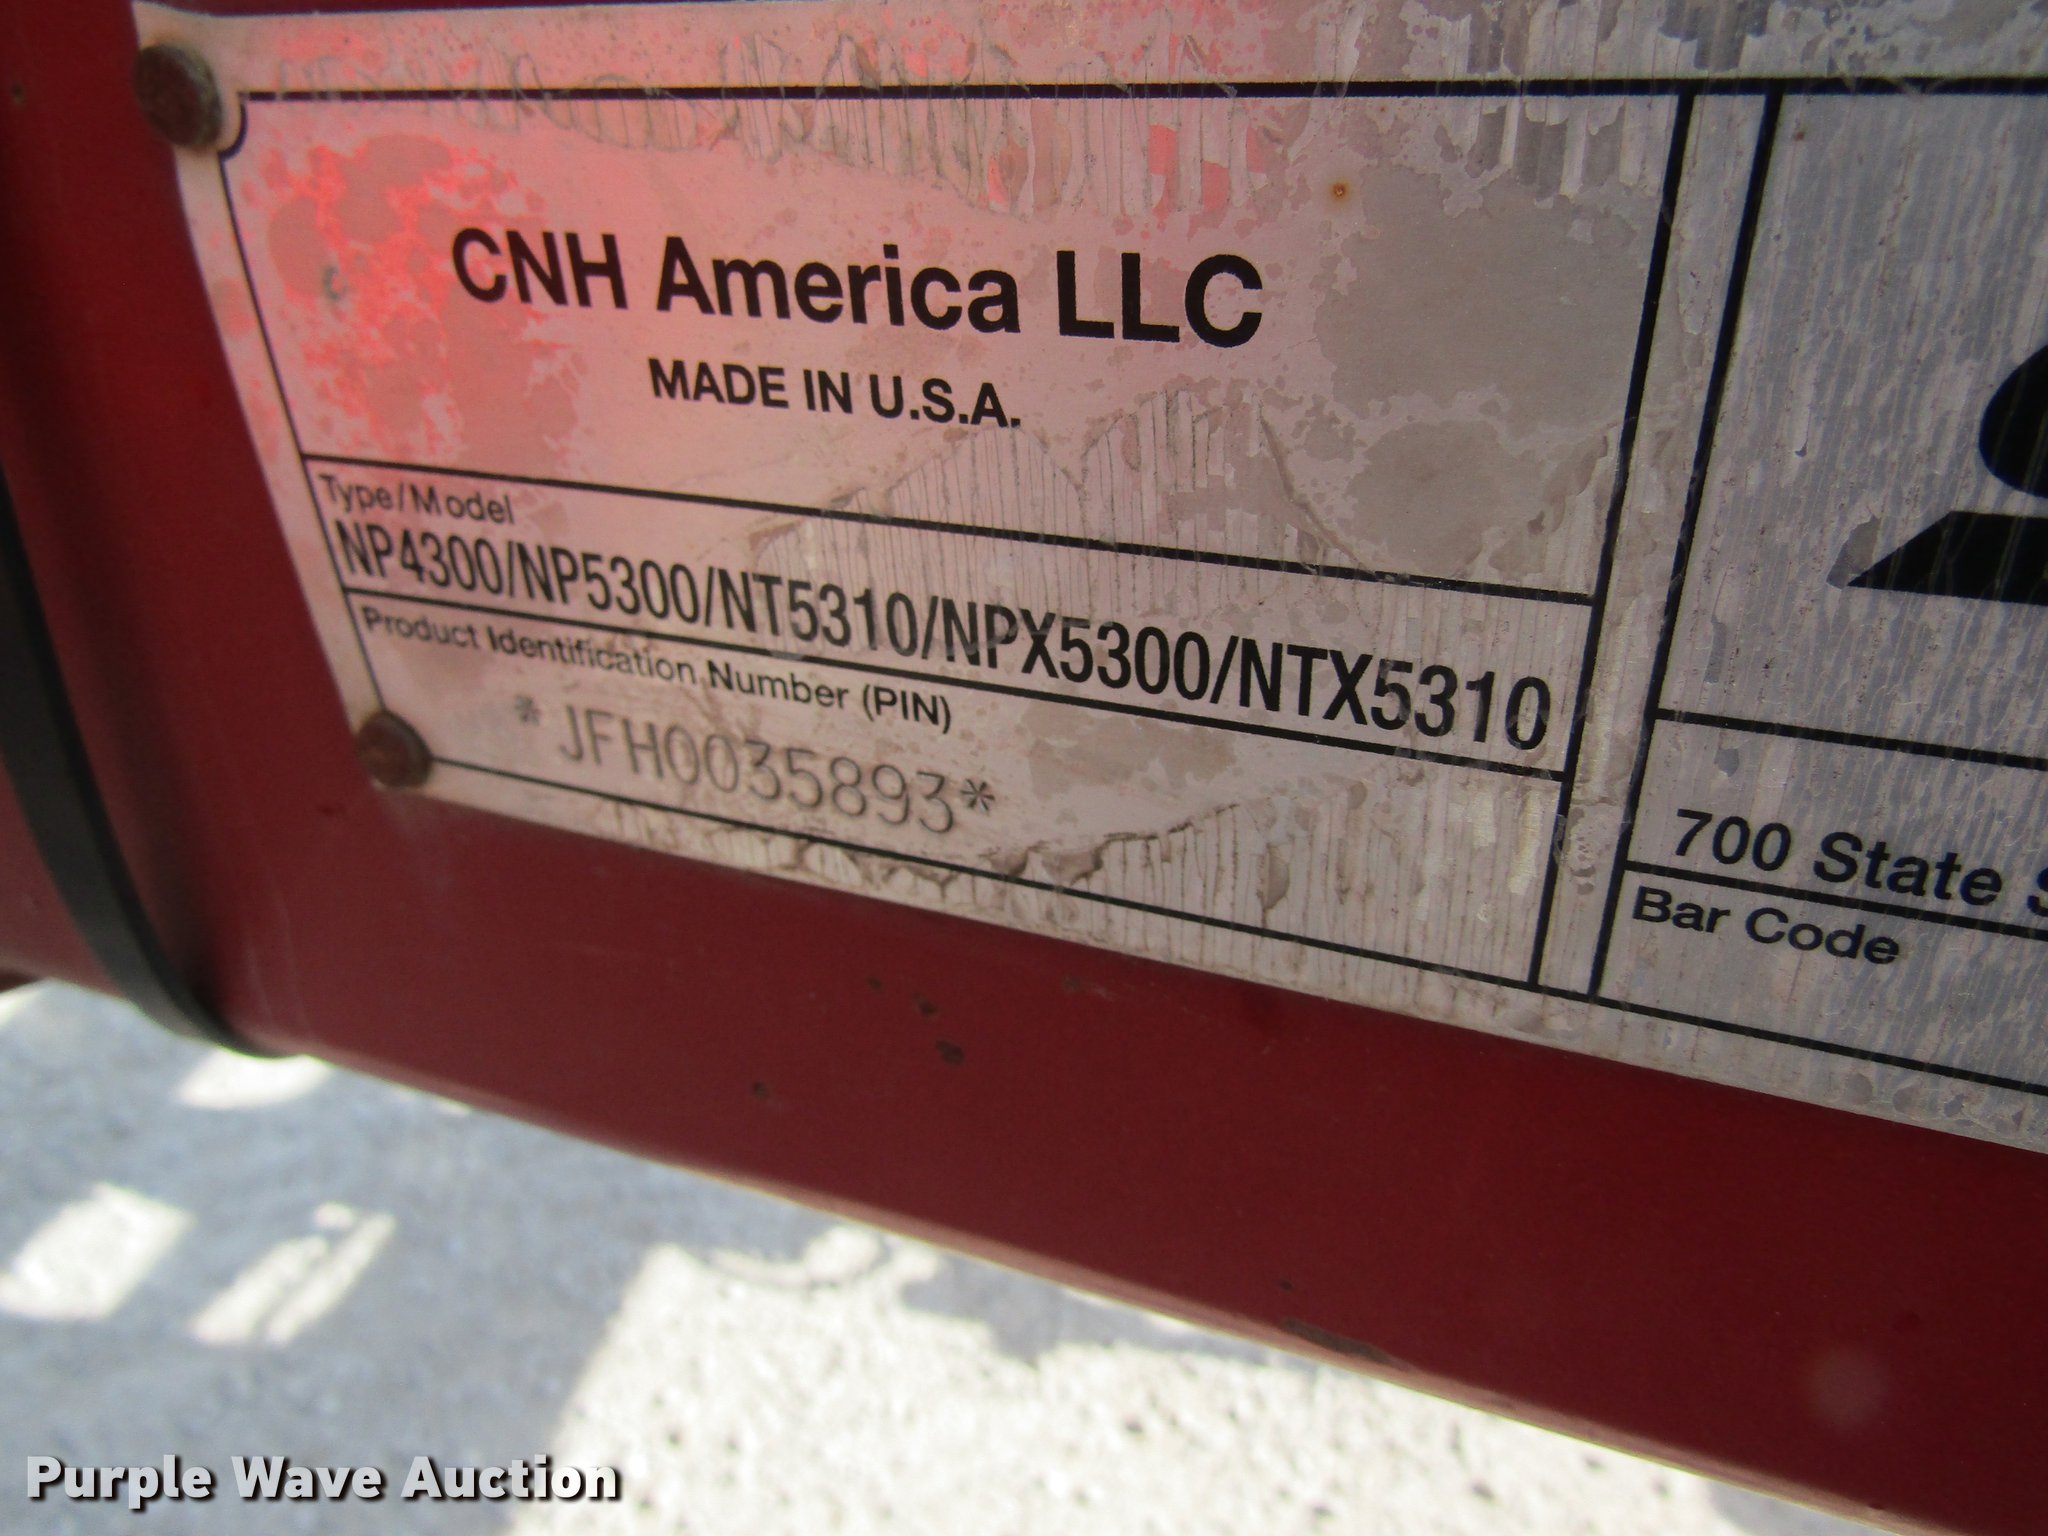 CNH America LLC
MADE IN U.S.A.
Type/Model
NP4300/NP5300/NT5310/NPX5300/NTX5310
Product Identification Number (PIN)
*JFH0035893*
700 State
Bar Code
Purple Wave Auction